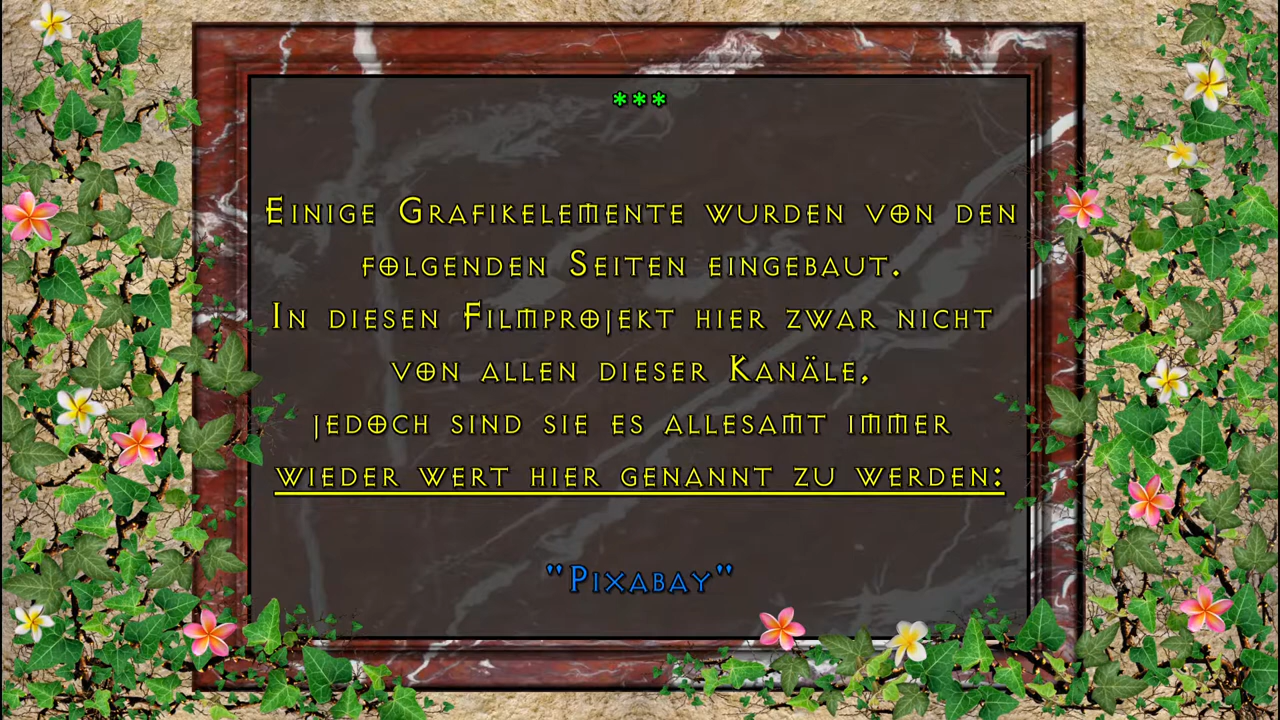 ***
Einige Grafikelemente wurden von den
folgenden Seiten eingebaut.
In diesen Filmprojekt hier zwar nicht
von allen dieser Kanäle,
jedoch sind sie es allesamt immer
wieder wert hier genannt zu werden:
"Pixabay"